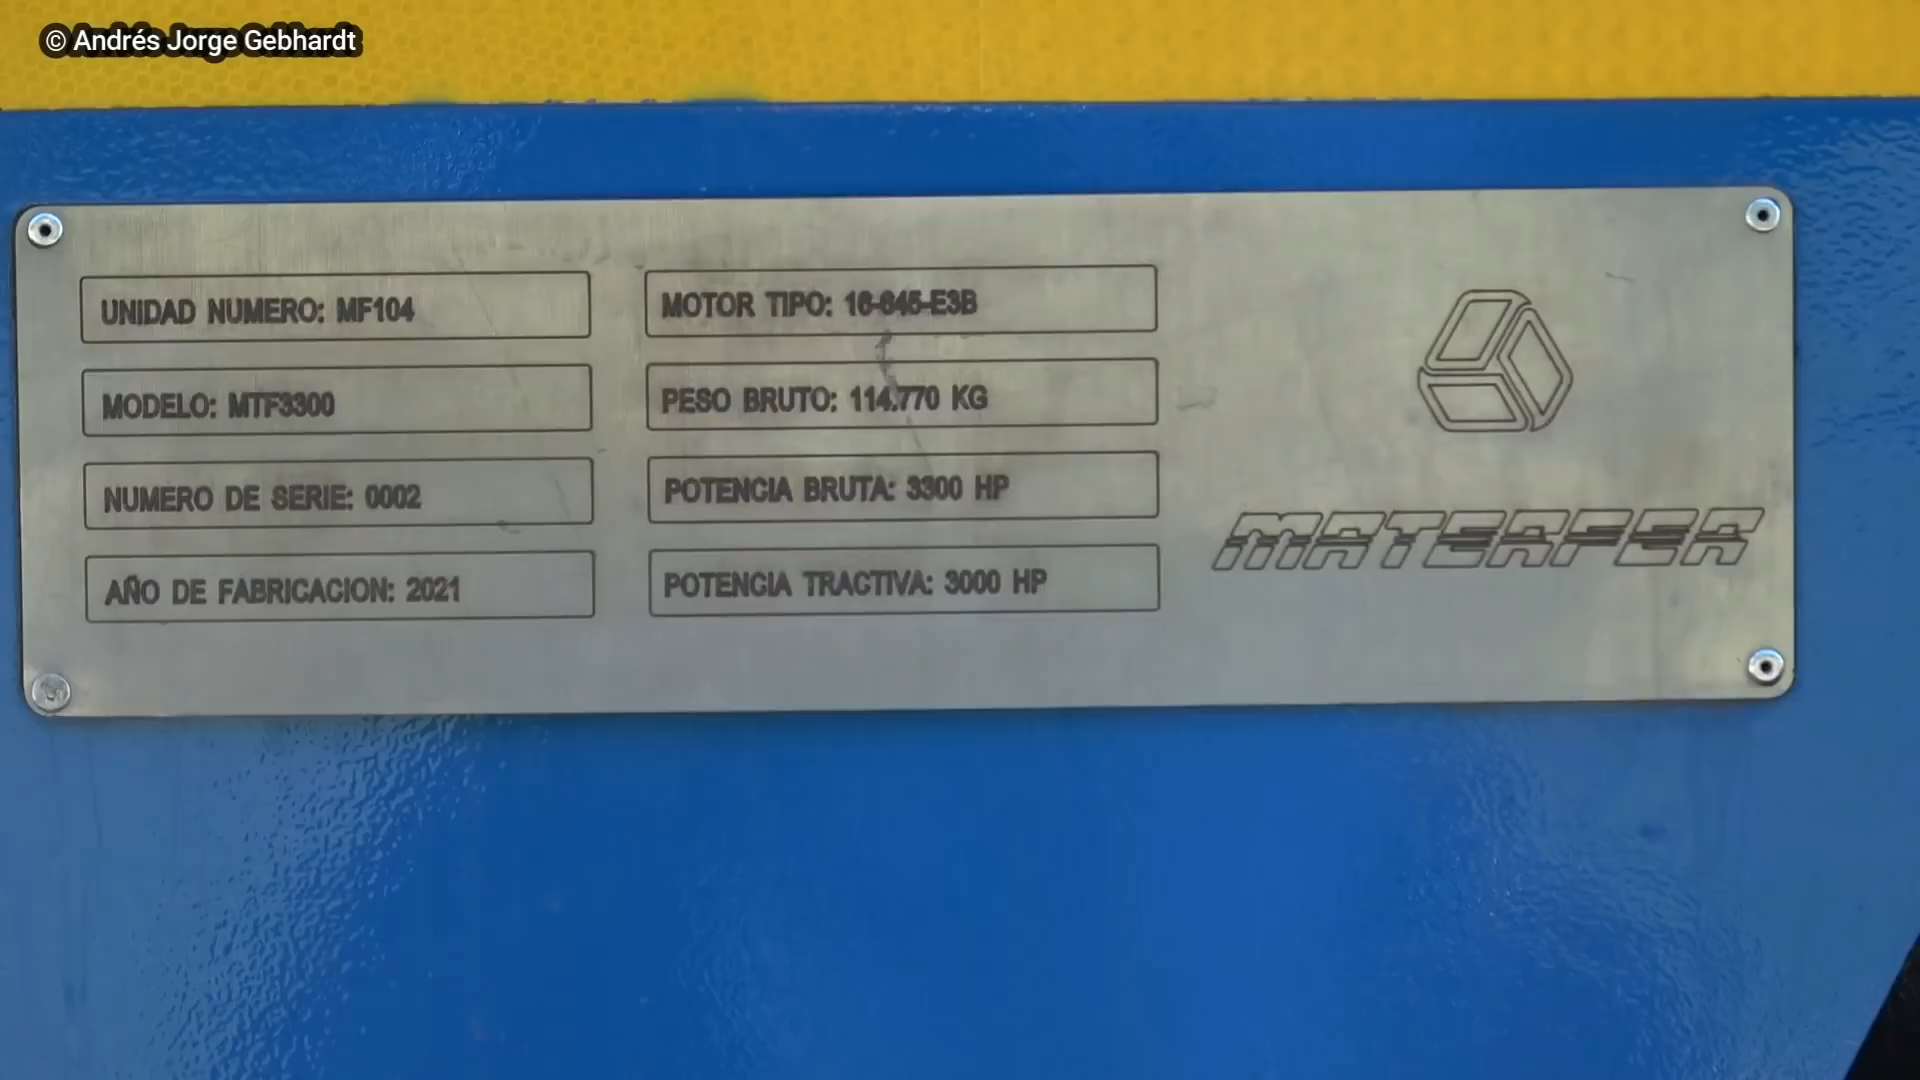 © Andrés Jorge Gebhardt
UNIDAD NUMERO: MF104
MODELO: MTF3300
NUMERO DE SERIE: 0002
AÑO DE FABRICACION: 2021
MOTOR TIPO: 16-645-E3B
PESO BRUTO: 114.770 KG
POTENCIA BRUTA: 3300 HP
POTENCIA TRACTIVA: 3000 HP
MATERFER